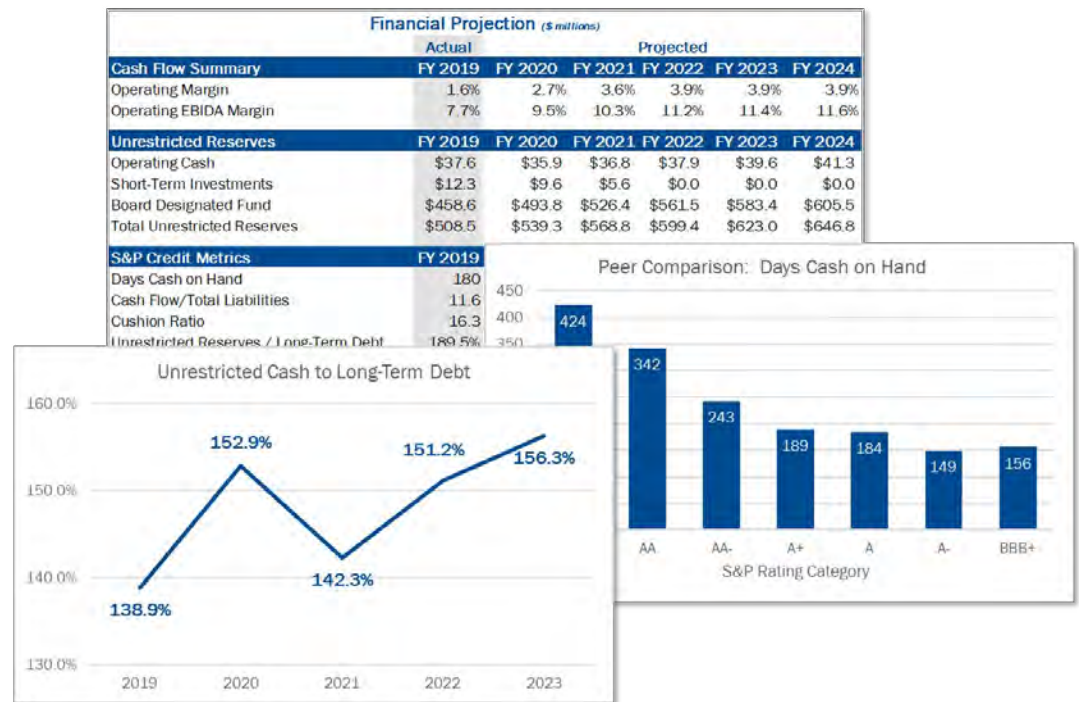 Financial Projection ($ millions)
Actual Projected
Cash Flow Summary FY 2019 FY 2020 FY 2021 FY 2022 FY 2023 FY 2024
Operating Margin 1.6% 2.7% 3.6% 3.9% 3.9% 3.9%
Operating EBIDA Margin 7.7% 9.5% 10.3% 11.2% 11.4% 11.6%
Unrestricted Reserves FY 2019 FY 2020 FY 2021 FY 2022 FY 2023 FY 2024
Operating Cash $37.6 $35.9 $36.8 $37.9 $39.6 $41.3
Short-Term Investments $12.3 $9.6 $5.6 $0.0 $0.0 $0.0
Board Designated Fund $458.6 $493.8 $526.4 $561.5 $583.4 $605.5
Total Unrestricted Reserves $508.5 $539.3 $568.8 $599.4 $623.0 $646.8
S&P Credit Metrics FY 2019
Days Cash on Hand 180
Cash Flow/Total Liabilities 11.6
Cushion Ratio 16.3
Unrestricted Reserves / Long-Term Debt 189.5%
Peer Comparison: Days Cash on Hand
450
400
350
424
342
243
189
184
149
156
AA AA- A+ A A- BBB+
S&P Rating Category
Unrestricted Cash to Long-Term Debt
160.0%
150.0%
140.0%
130.0%
138.9%
152.9%
142.3%
151.2%
156.3%
2019 2020 2021 2022 2023